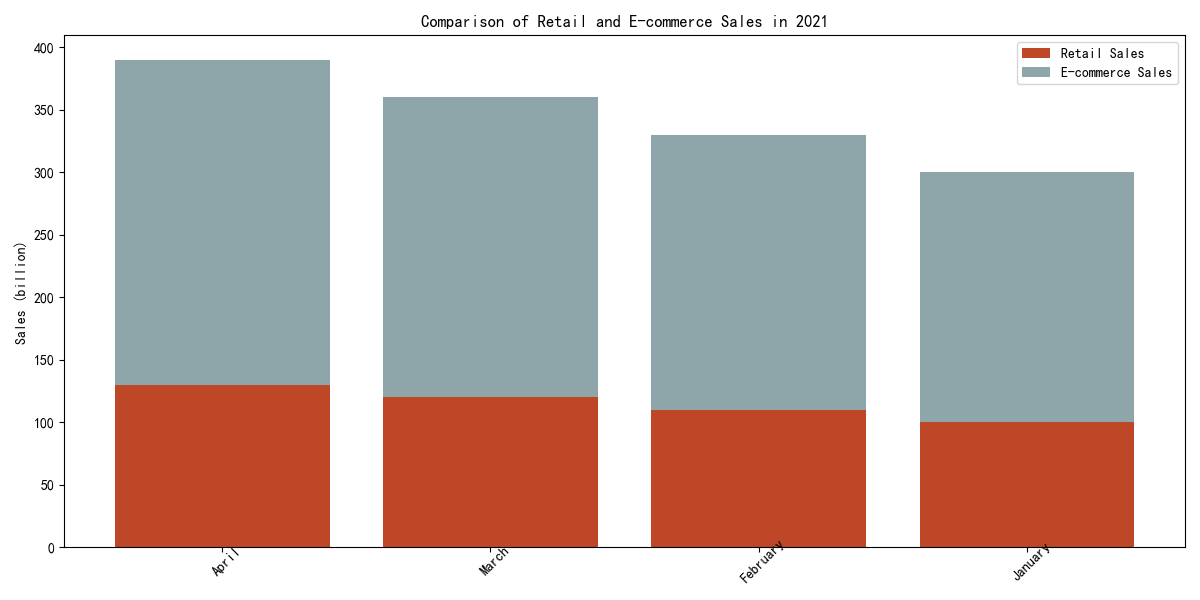 Comparison of Retail and E-commerce Sales in 2021
Retail Sales
E-commerce Sales
Sales (billion)
400
350
300
250
200
150
100
50
0
April
March
February
January